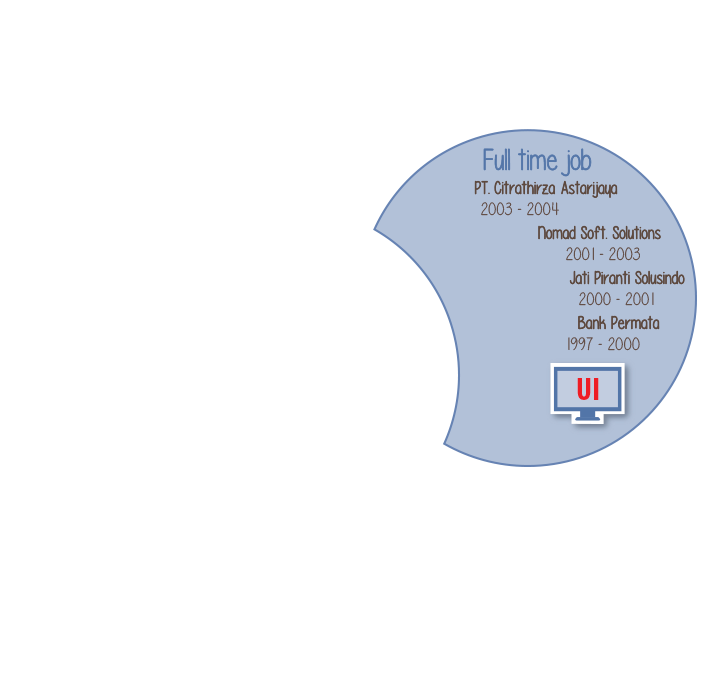 Full time job
PT. Citrathirza Astarijaya
2003 - 2004
Nomad Soft. Solutions
2001 - 2003
Jati Piranti Solusindo
2000 - 2001
Bank Permata
1997 - 2000
UI